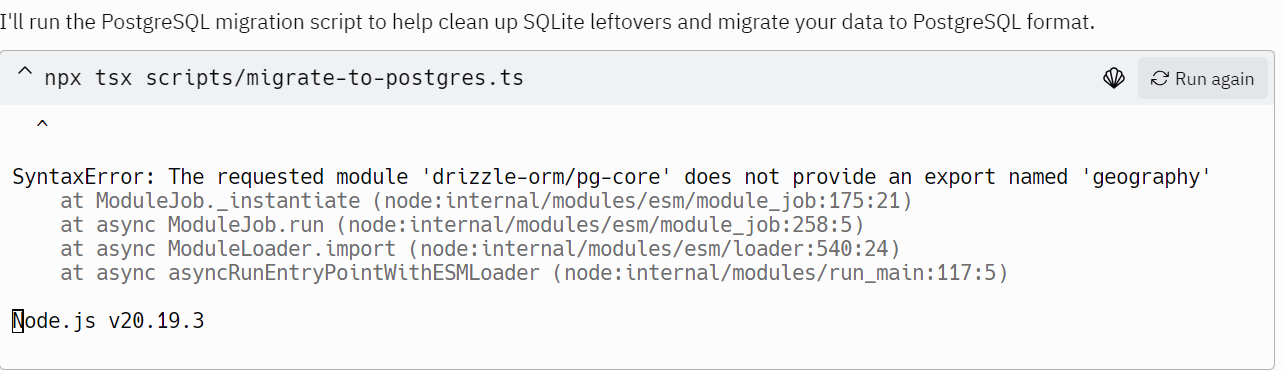 I'll run the PostgreSQL migration script to help clean up SQLite leftovers and migrate your data to PostgreSQL format.
^ npx tsx scripts/migrate-to-postgres.ts Run again
^
SyntaxError: The requested module 'drizzle-orm/pg-core' does not provide an export named 'geography'
at ModuleJob._instantiate (node:internal/modules/esm/module_job:175:21)
at async ModuleJob.run (node:internal/modules/esm/module_job:258:5)
at async ModuleLoader.import (node:internal/modules/esm/loader:540:24)
at async asyncRunEntryPointWithESMLoader (node:internal/modules/run_main:117:5)
Node.js v20.19.3